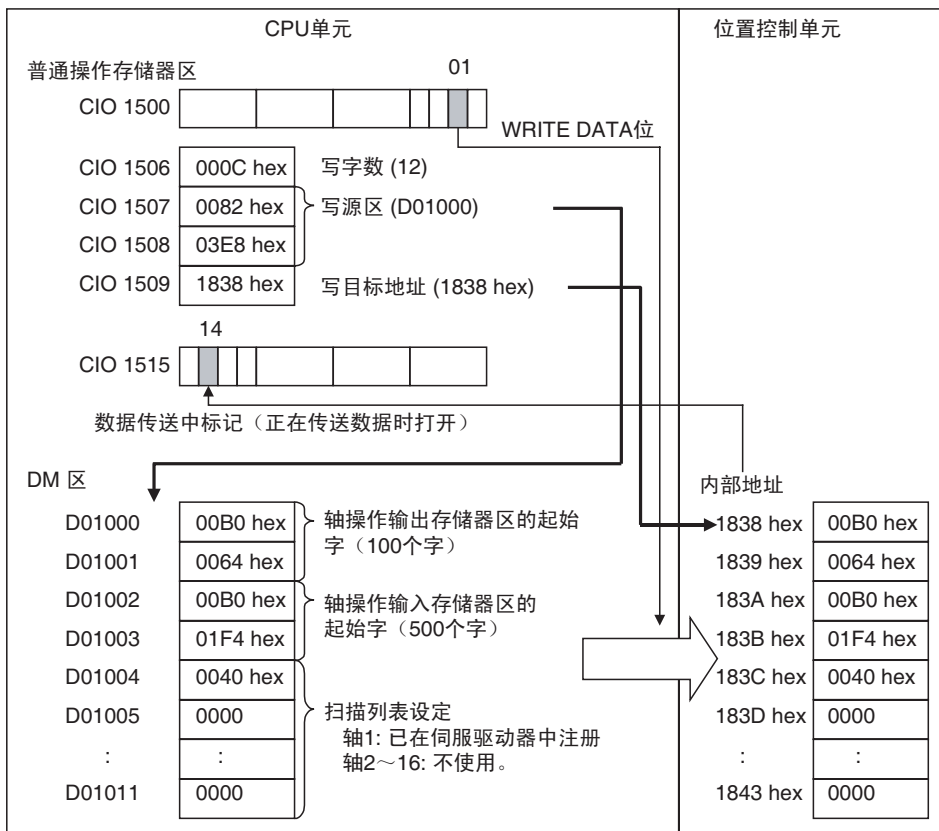 CPU单元
位置控制单元
普通操作存储器区
01
CIO 1500
WRITE DATA位
CIO 1506 000C hex 写字数 (12)
CIO 1507 0082 hex 写源区 (D01000)
CIO 1508 03E8 hex
CIO 1509 1838 hex 写目标地址 (1838 hex)
14
CIO 1515
数据传送中标记（正在传送数据时打开）
DM 区
内部地址
D01000 00B0 hex 轴操作输出存储器区的起始
字（100个字）
1838 hex 00B0 hex
D01001 0064 hex
1839 hex 0064 hex
D01002 00B0 hex 轴操作输入存储器区的
起始字（500个字）
183A hex 00B0 hex
D01003 01F4 hex
183B hex 01F4 hex
D01004 0040 hex
183C hex 0040 hex
D01005 0000 扫描列表设定
轴1: 已在伺服驱动器中注册
轴2～16: 不使用。
183D hex 0000
: :
: :
D01011 0000
1843 hex 0000